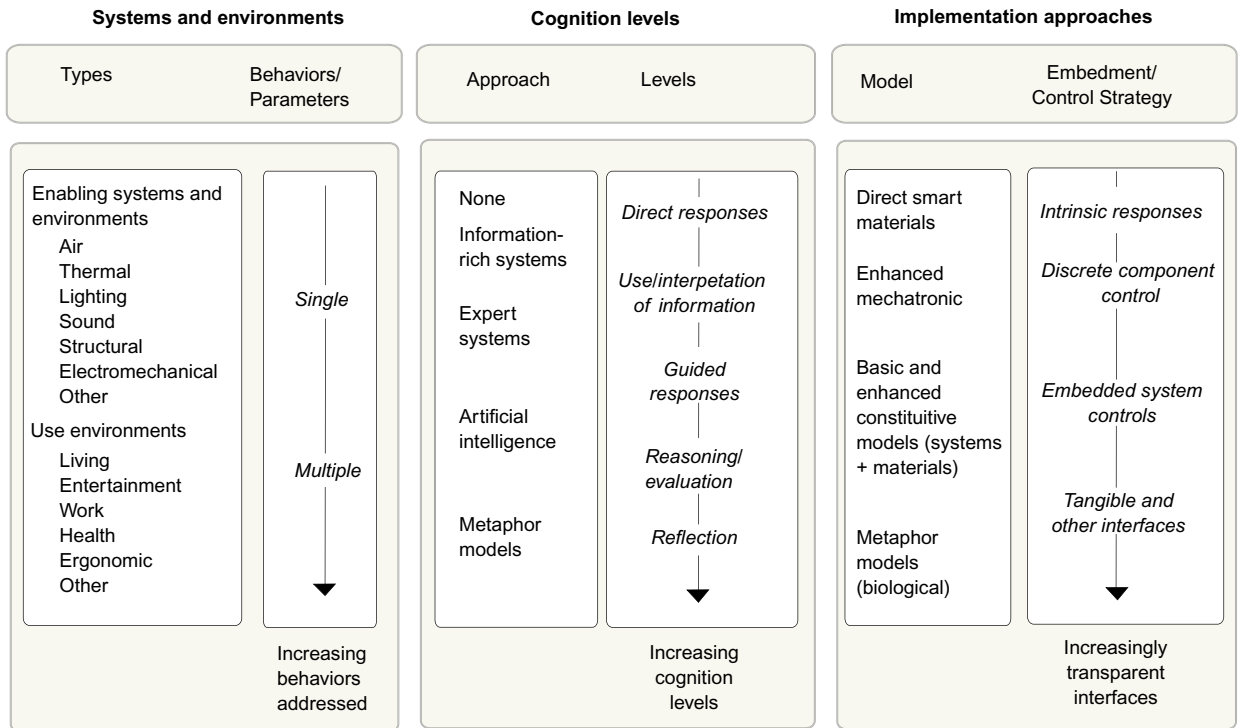 Systems and environments
Types
Behaviors/
Parameters
Enabling systems and
environments
Air
Thermal
Lighting
Sound
Structural
Electromechanical
Other
Use environments
Living
Entertainment
Work
Health
Ergonomic
Other
Single
Multiple
Increasing
behaviors
addressed
Cognition levels
Approach
Levels
None
Information-
rich systems
Expert
systems
Artificial
intelligence
Metaphor
models
Direct responses
Use/interpetation
of information
Guided
responses
Reasoning/
evaluation
Reflection
Increasing
cognition
levels
Implementation approaches
Model
Embedment/
Control Strategy
Direct smart
materials
Enhanced
mechatronic
Basic and
enhanced
constituitive
models (systems
+ materials)
Metaphor
models
(biological)
Intrinsic responses
Discrete component
control
Embedded system
controls
Tangible and
other interfaces
Increasingly
transparent
interfaces